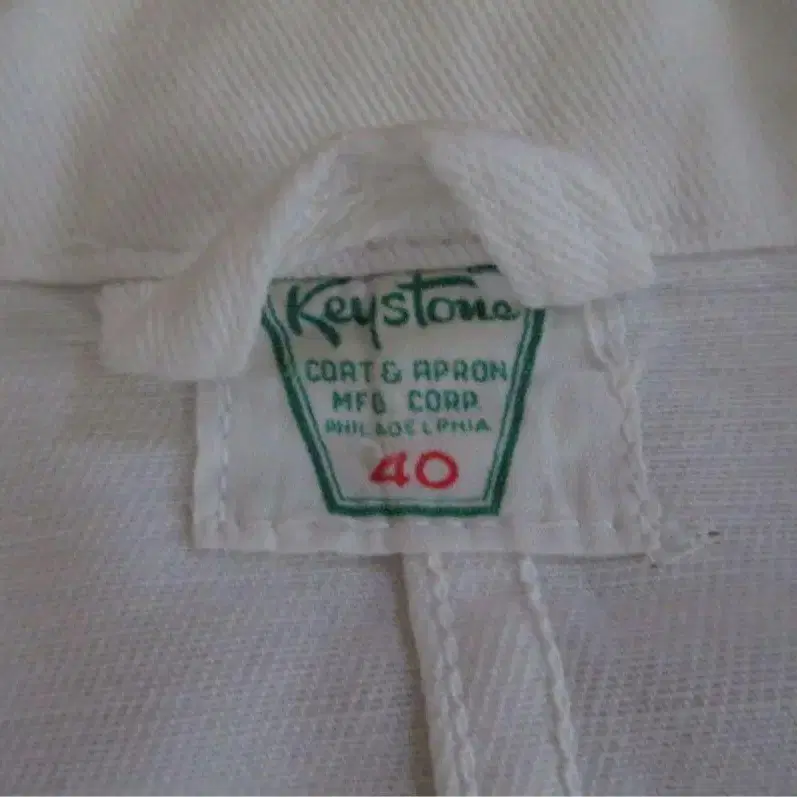 Keystone
COAT & APRON
MFG. CORP.
PHILADELPHIA
40